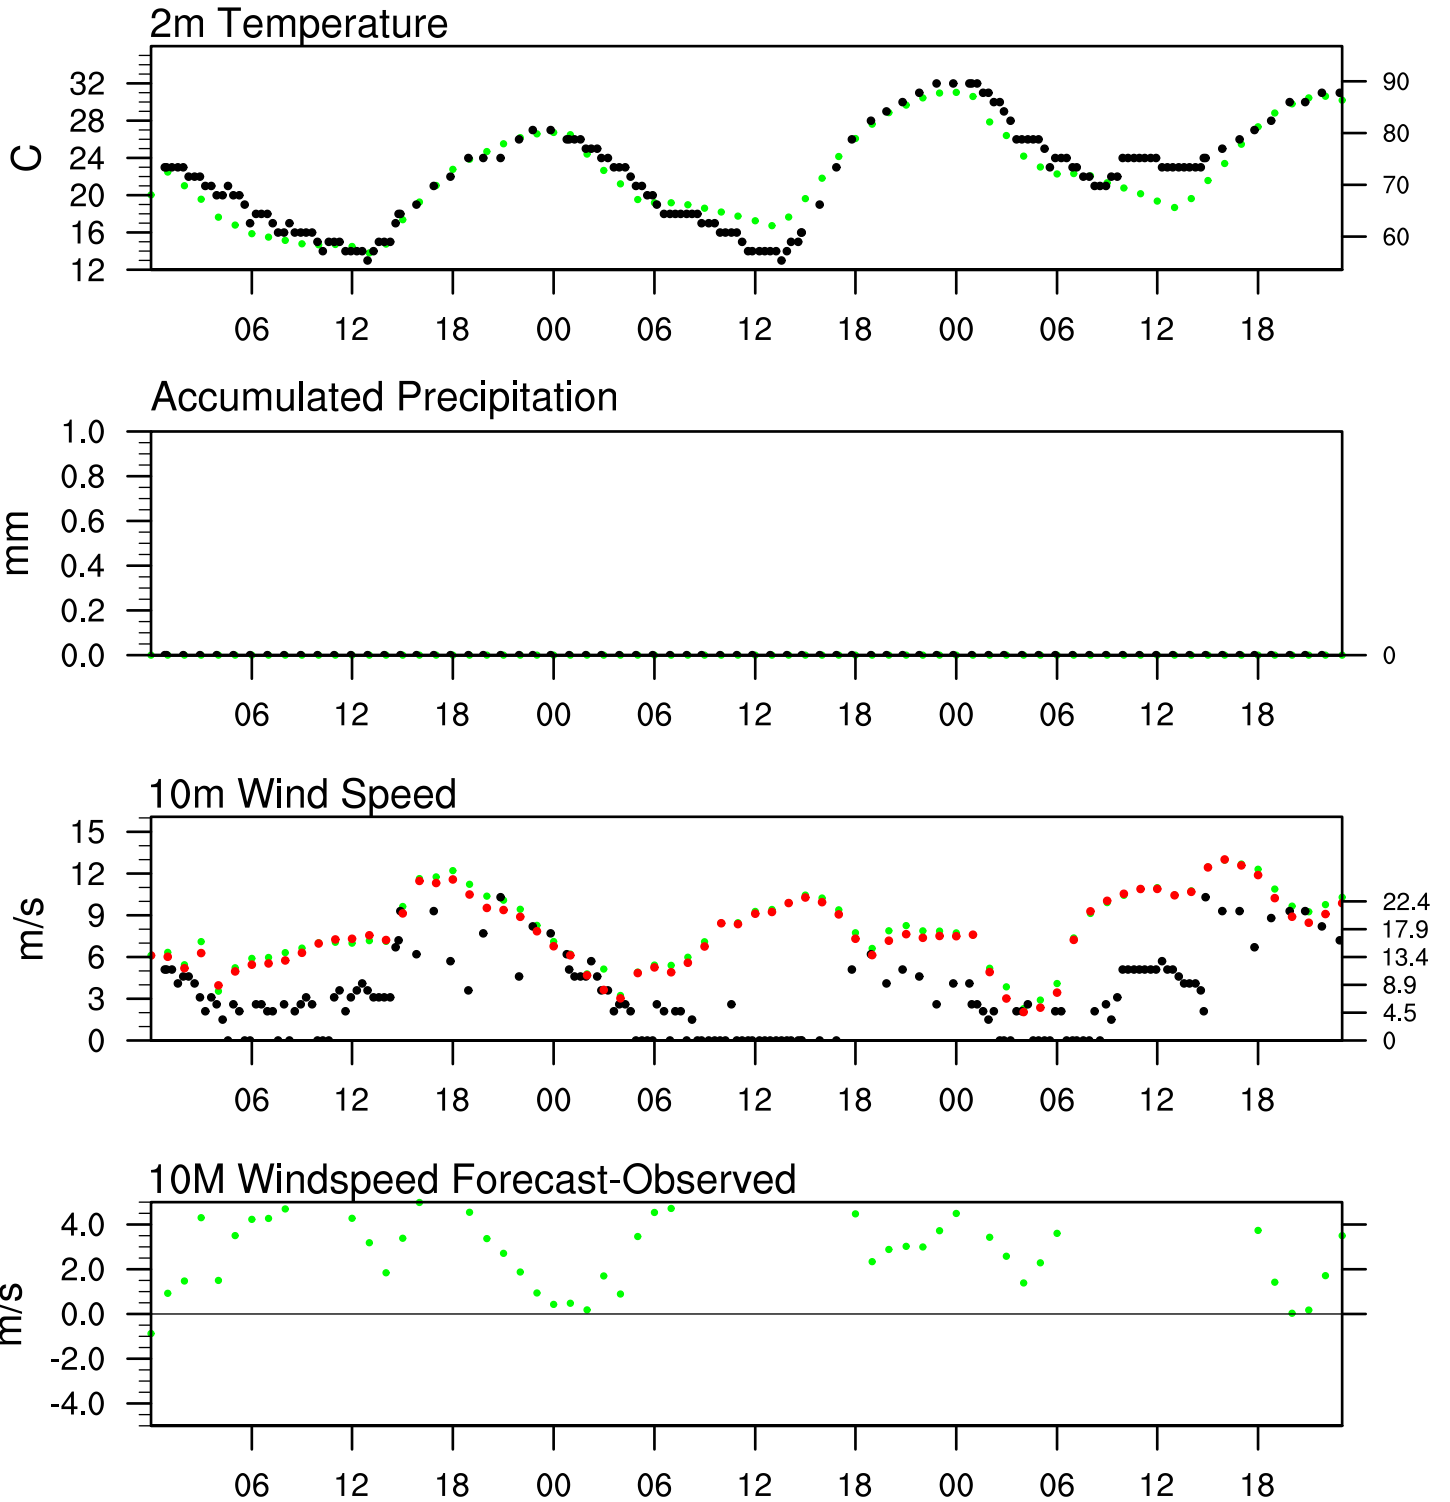 2m Temperature
C
32
28
24
20
16
12
90
80
70
60
06 12 18 00 06 12 18 00 06 12 18
Accumulated Precipitation
mm
1.0
0.8
0.6
0.4
0.2
0.0
0
06 12 18 00 06 12 18 00 06 12 18
10m Wind Speed
m/s
15
12
9
6
3
0
22.4
17.9
13.4
8.9
4.5
0
06 12 18 00 06 12 18 00 06 12 18
10M Windspeed Forecast-Observed
m/s
4.0
2.0
0.0
-2.0
-4.0
06 12 18 00 06 12 18 00 06 12 18